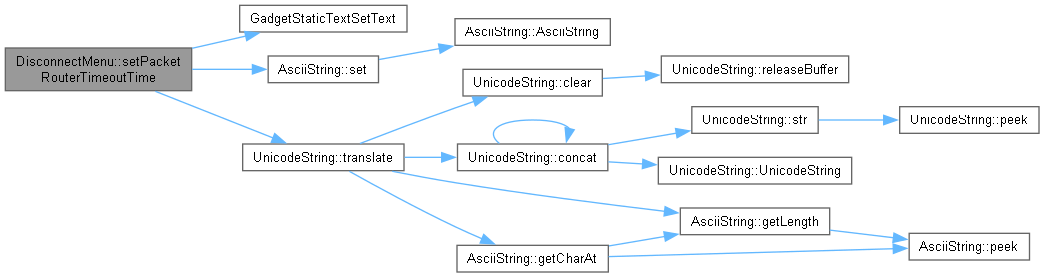 DisconnectMenu::setPacket
RouterTimeoutTime
GadgetStaticTextSetText
AsciiString::set
AsciiString::AsciiString
UnicodeString::translate
UnicodeString::clear
UnicodeString::releaseBuffer
UnicodeString::concat
UnicodeString::str
UnicodeString::peek
UnicodeString::UnicodeString
AsciiString::getLength
AsciiString::getCharAt
AsciiString::peek